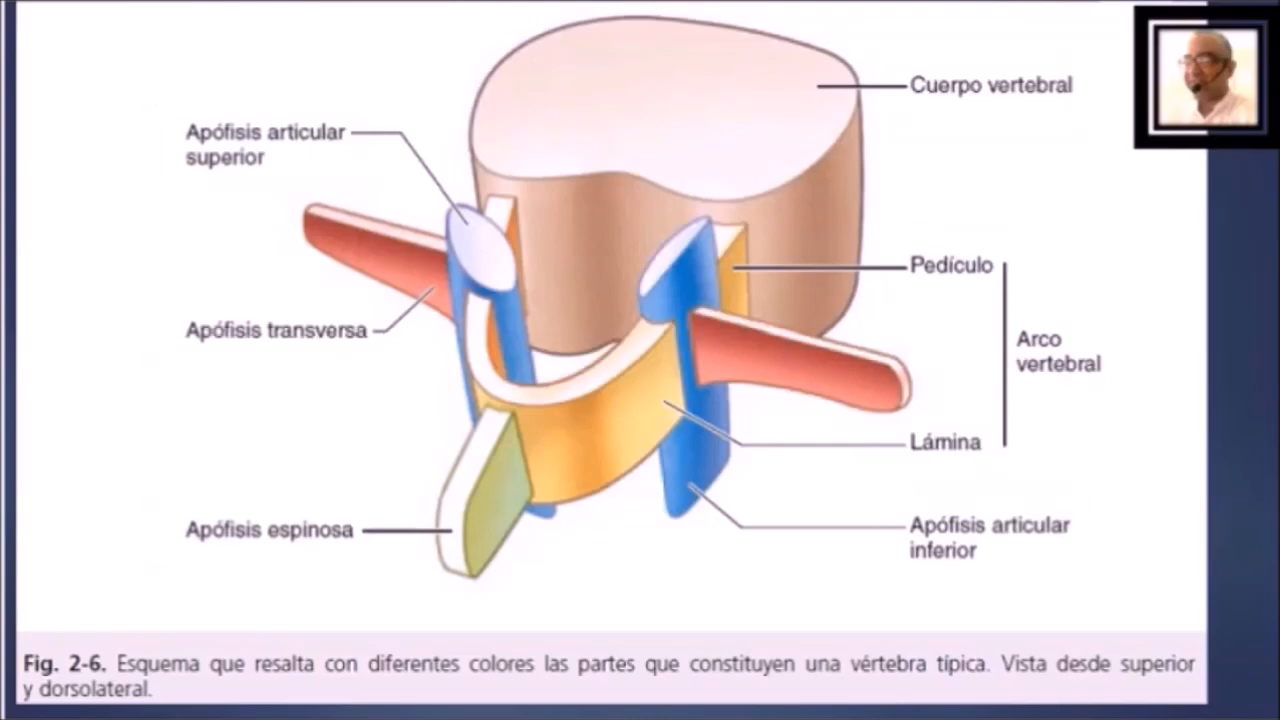 Cuerpo vertebral
Apófisis articular
superior
Pedículo
Apófisis transversa
Arco
vertebral
Lámina
Apófisis espinosa
Apófisis articular
inferior
Fig. 2-6. Esquema que resalta con diferentes colores las partes que constituyen una vértebra típica. Vista desde superior
y dorsolateral.